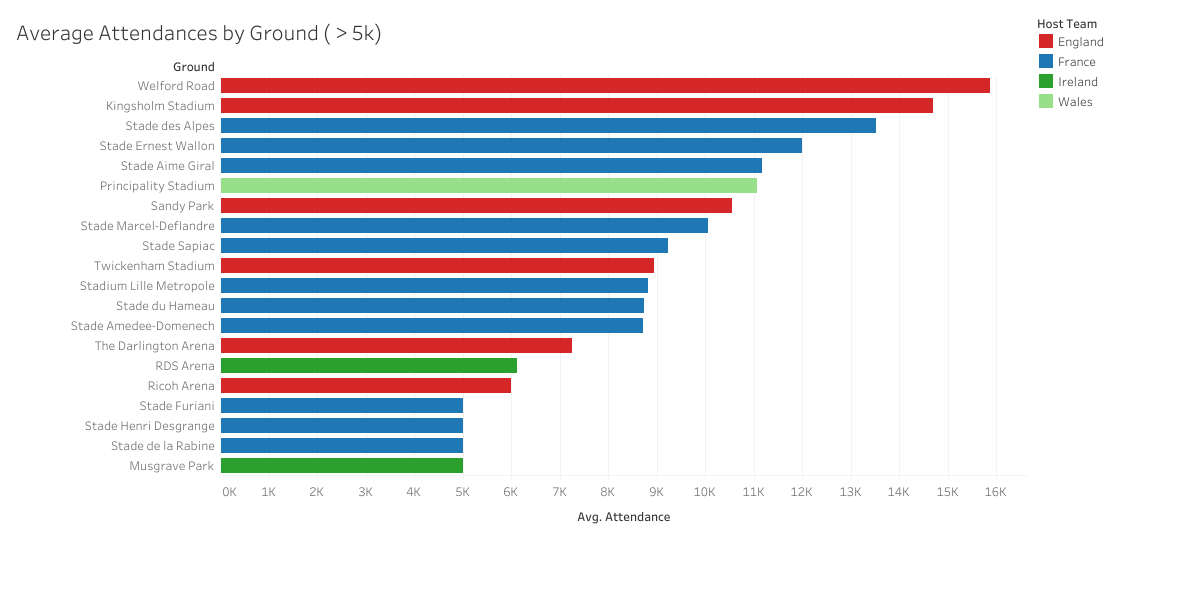 Average Attendances by Ground ( > 5k)
Host Team
England
France
Ireland
Wales
Ground
Welford Road
Kingsholm Stadium
Stade des Alpes
Stade Ernest Wallon
Stade Aime Giral
Principality Stadium
Sandy Park
Stade Marcel-Deflandre
Stade Sapiac
Twickenham Stadium
Stadium Lille Metropole
Stade du Hameau
Stade Amedee-Domenech
The Darlington Arena
RDS Arena
Ricoh Arena
Stade Furiani
Stade Henri Desgrange
Stade de la Rabine
Musgrave Park
0K 1K 2K 3K 4K 5K 6K 7K 8K 9K 10K 11K 12K 13K 14K 15K 16K
Avg. Attendance